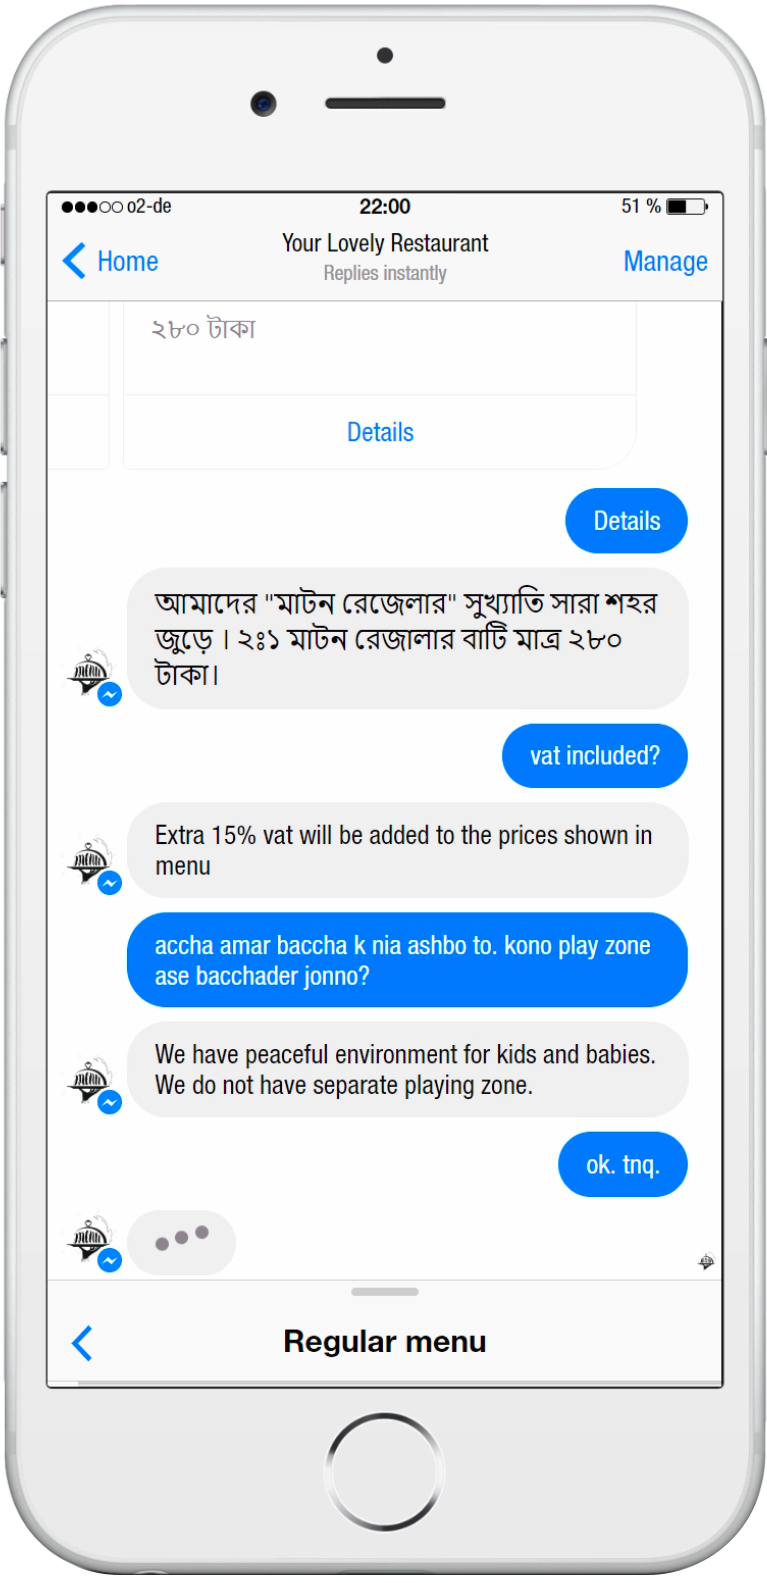 o2-de 22:00 51 %
Home Your Lovely Restaurant Manage
Replies instantly
২৮০ টাকা
Details
Details
আমাদের "মাটন রেজেলার" সুখ্যাতি সারা শহর
জুড়ে । ২ঃ১ মাটন রেজালার বাটি মাত্র ২৮০
টাকা।
vat included?
Extra 15% vat will be added to the prices shown in
menu
accha amar baccha k nia ashbo to. kono play zone
ase bacchader jonno?
We have peaceful environment for kids and babies.
We do not have separate playing zone.
ok. tnq.
Regular menu